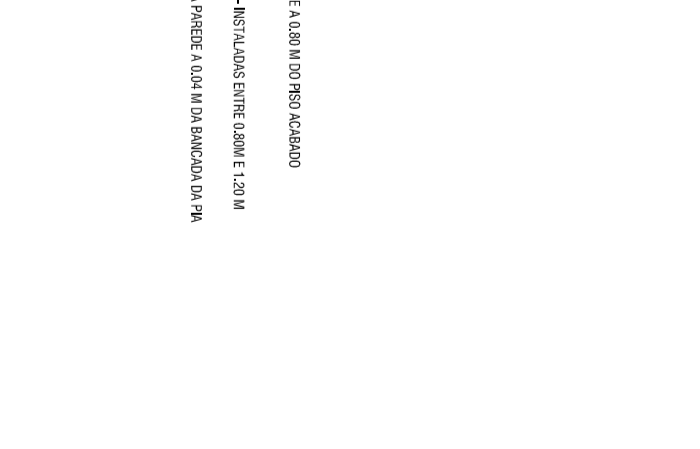 E A 0.80 M DO PISO ACABADO
- INSTALADAS ENTRE 0.80M E 1.20 M
PAREDE A 0.04 M DA BANCADA DA PIA